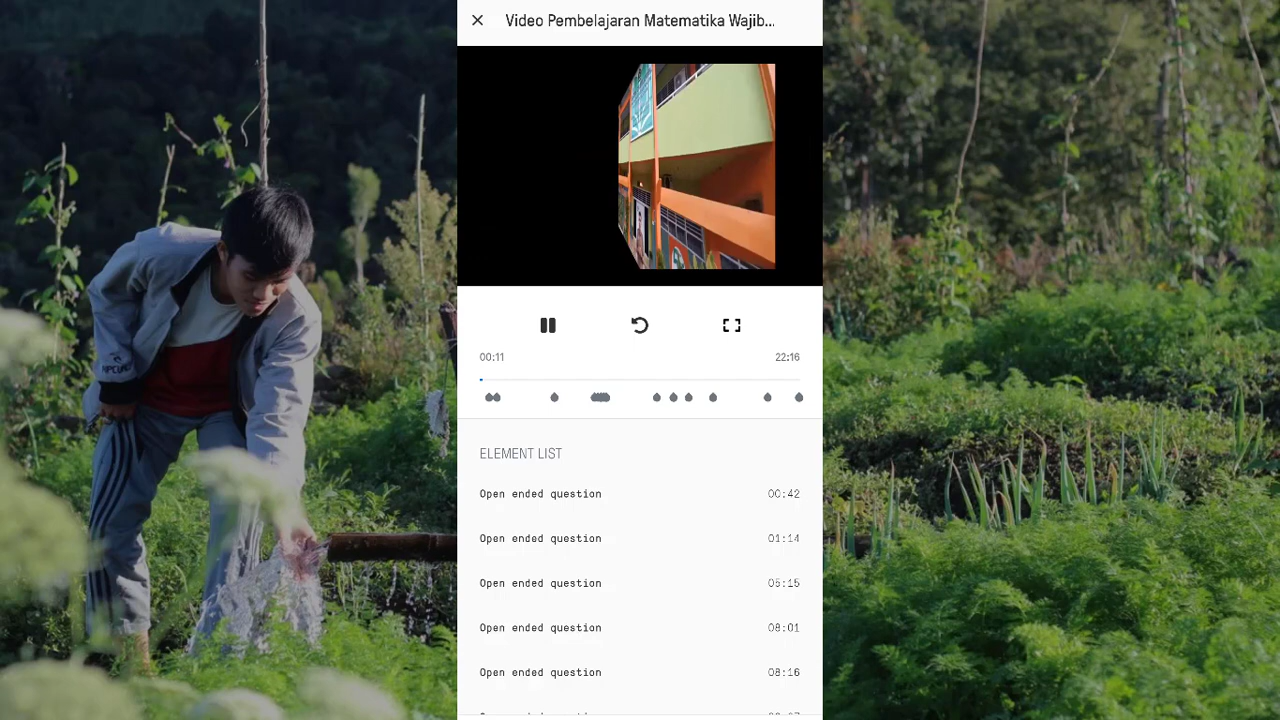 Video Pembelajaran Matematika Wajib...
00:11
22:16
ELEMENT LIST
Open ended question 00:42
Open ended question 01:14
Open ended question 05:15
Open ended question 08:01
Open ended question 08:16